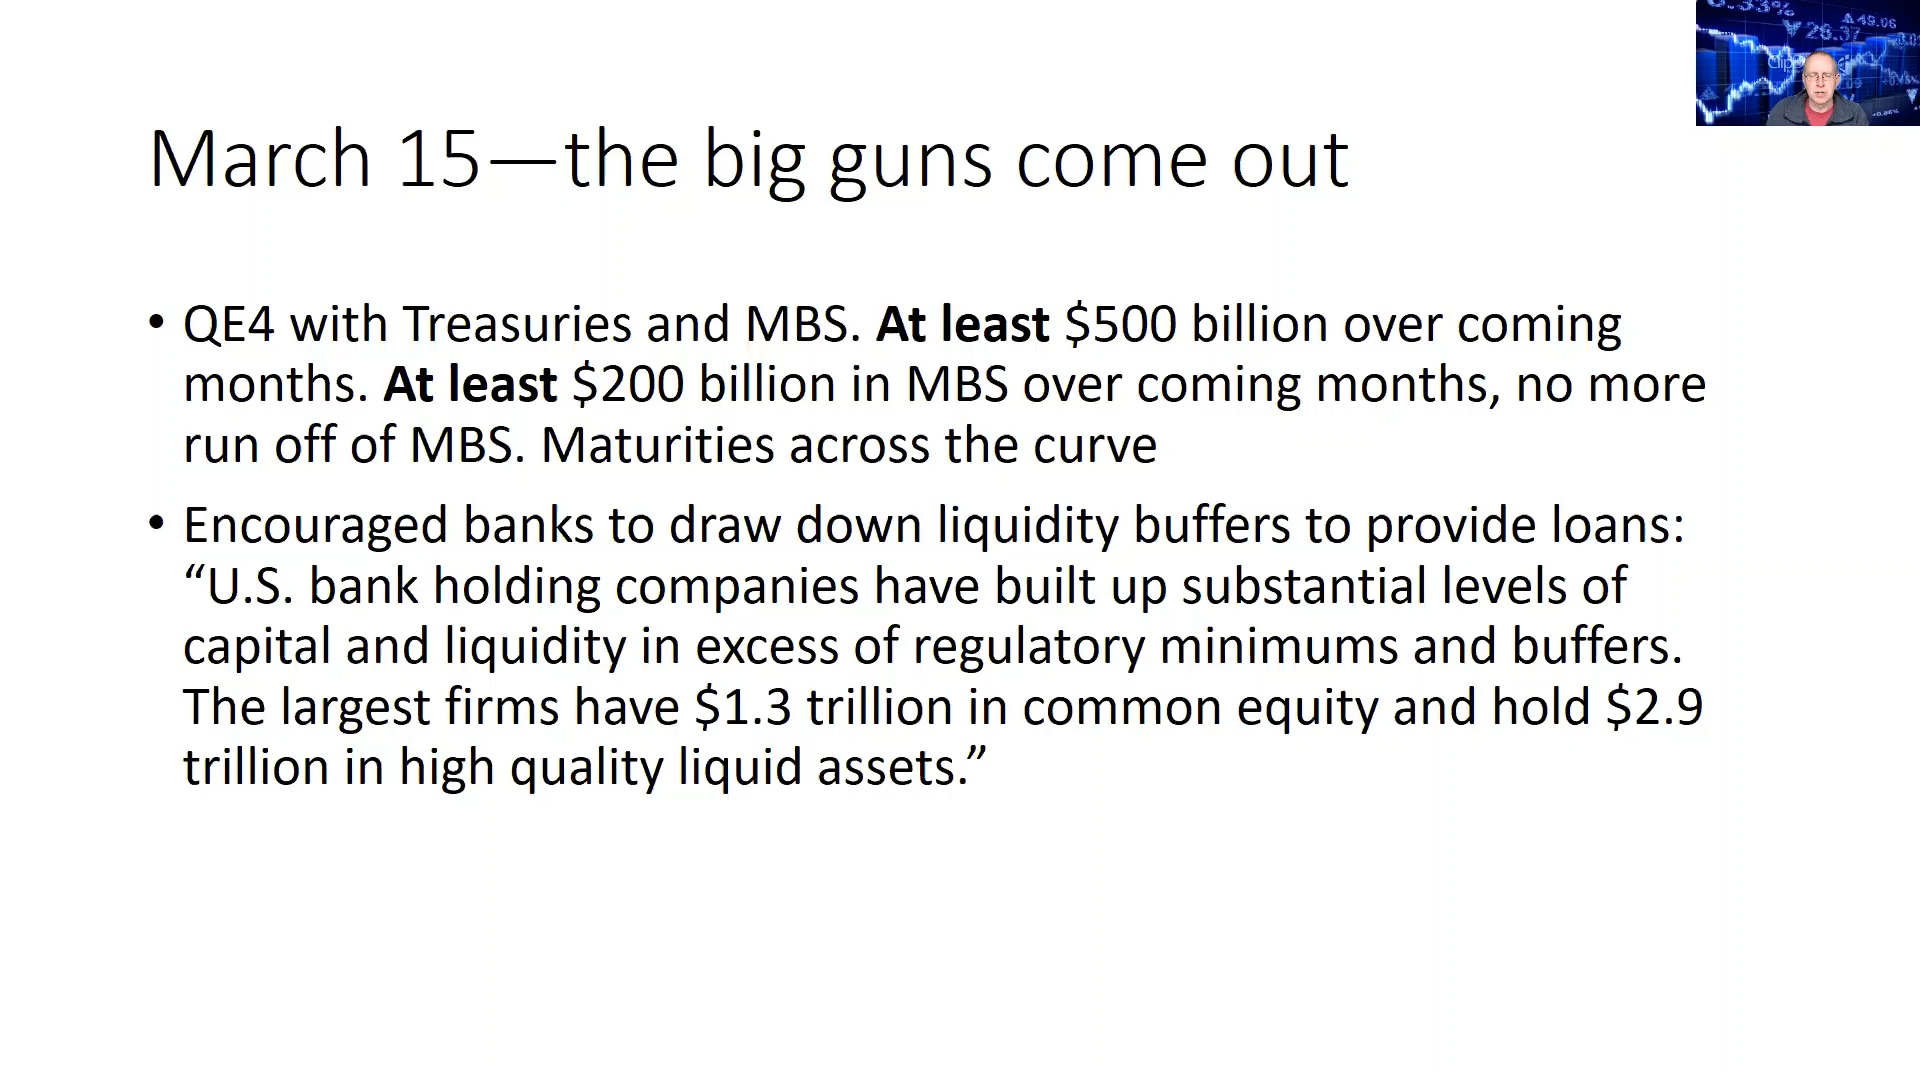 March 15—the big guns come out
• QE4 with Treasuries and MBS. At least $500 billion over coming
months. At least $200 billion in MBS over coming months, no more
run off of MBS. Maturities across the curve
• Encouraged banks to draw down liquidity buffers to provide loans:
“U.S. bank holding companies have built up substantial levels of
capital and liquidity in excess of regulatory minimums and buffers.
The largest firms have $1.3 trillion in common equity and hold $2.9
trillion in high quality liquid assets.”
▲49.06
▼26.37